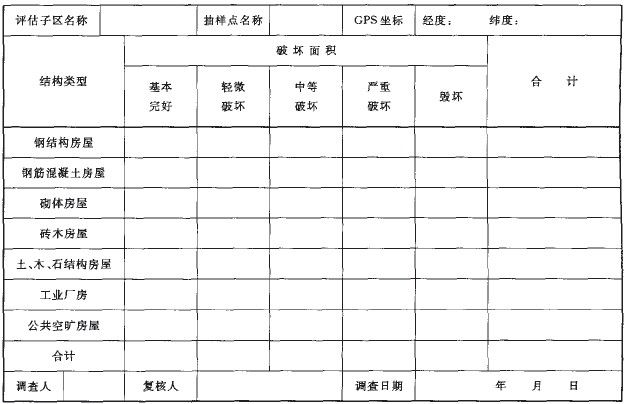 评估子区名称 抽样点名称 GPS坐标 经度： 纬度：
结构类型 破坏面积 合计
基本完好 轻微破坏 中等破坏 严重破坏 毁坏
钢结构房屋
钢筋混凝土房屋
砌体房屋
砖木房屋
土、木、石结构房屋
工业厂房
公共空旷房屋
合计
调查人 复核人 调查日期 年 月 日